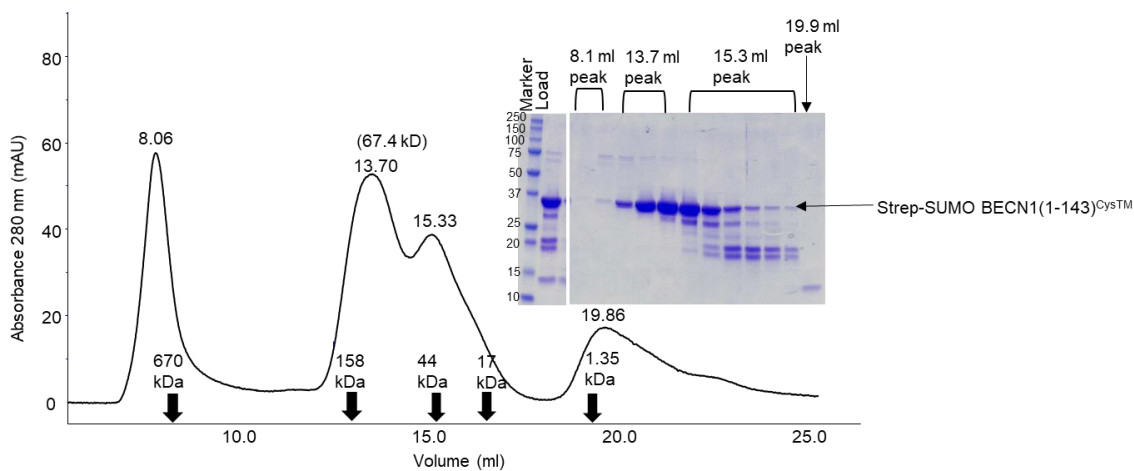 80
60
40
20
0
Absorbance 280 nm (mAU)
8.06
(67.4 kD)
13.70
15.33
19.86
670
kDa
158
kDa
44
kDa
17
kDa
1.35
kDa
10.0
15.0
20.0
25.0
Volume (ml)
Marker
Load
8.1 ml
peak
13.7 ml
peak
15.3 ml
peak
19.9 ml
peak
250
150
100
75
50
37
25
20
15
10
Strep-SUMO BECN1(1-143)CysTM